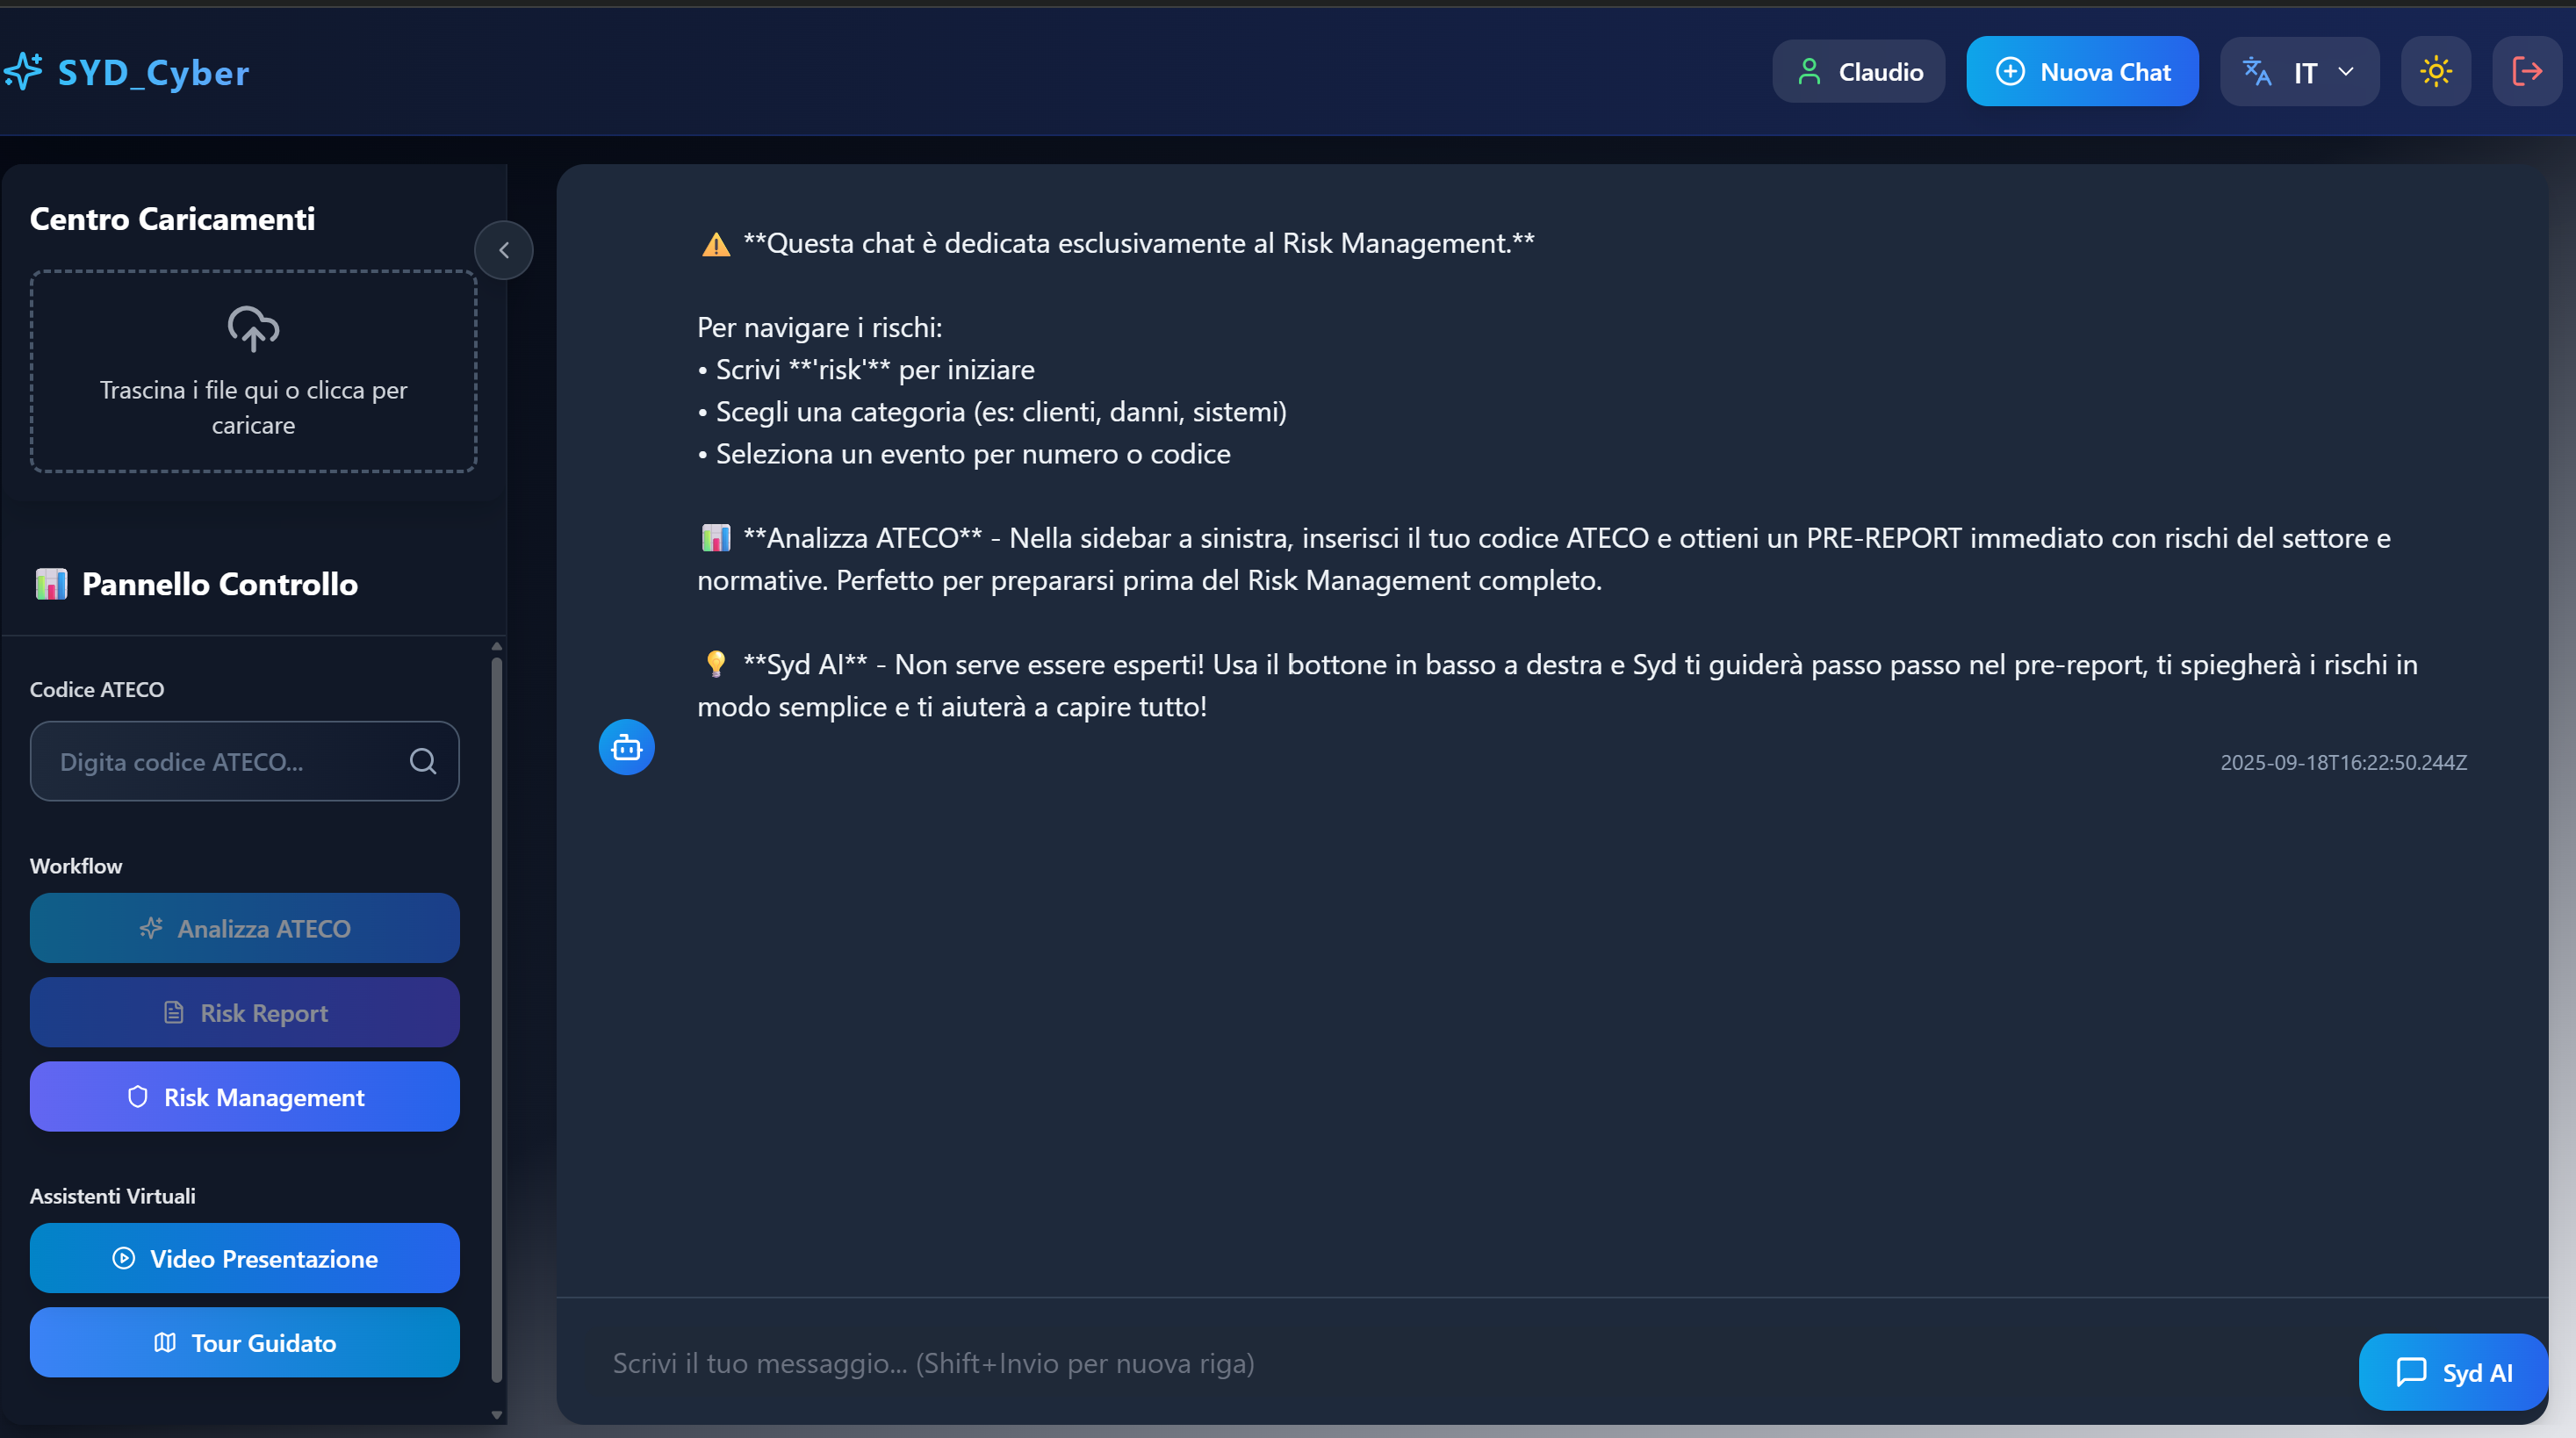 SYD_Cyber
Claudio
Nuova Chat
IT
Centro Caricamenti
Trascina i file qui o clicca per
caricare
📊 Pannello Controllo
Codice ATECO
Digita codice ATECO...
Workflow
Analizza ATECO
Risk Report
Risk Management
Assistenti Virtuali
Video Presentazione
Tour Guidato
⚠️ **Questa chat è dedicata esclusivamente al Risk Management.**
Per navigare i rischi:
• Scrivi **'risk'** per iniziare
• Scegli una categoria (es: clienti, danni, sistemi)
• Seleziona un evento per numero o codice
📊 **Analizza ATECO** - Nella sidebar a sinistra, inserisci il tuo codice ATECO e ottieni un PRE-REPORT immediato con rischi del settore e
normative. Perfetto per prepararsi prima del Risk Management completo.
💡 **Syd AI** - Non serve essere esperti! Usa il bottone in basso a destra e Syd ti guiderà passo passo nel pre-report, ti spiegherà i rischi in
modo semplice e ti aiuterà a capire tutto!
2025-09-18T16:22:50.244Z
Scrivi il tuo messaggio... (Shift+Invio per nuova riga)
Syd AI